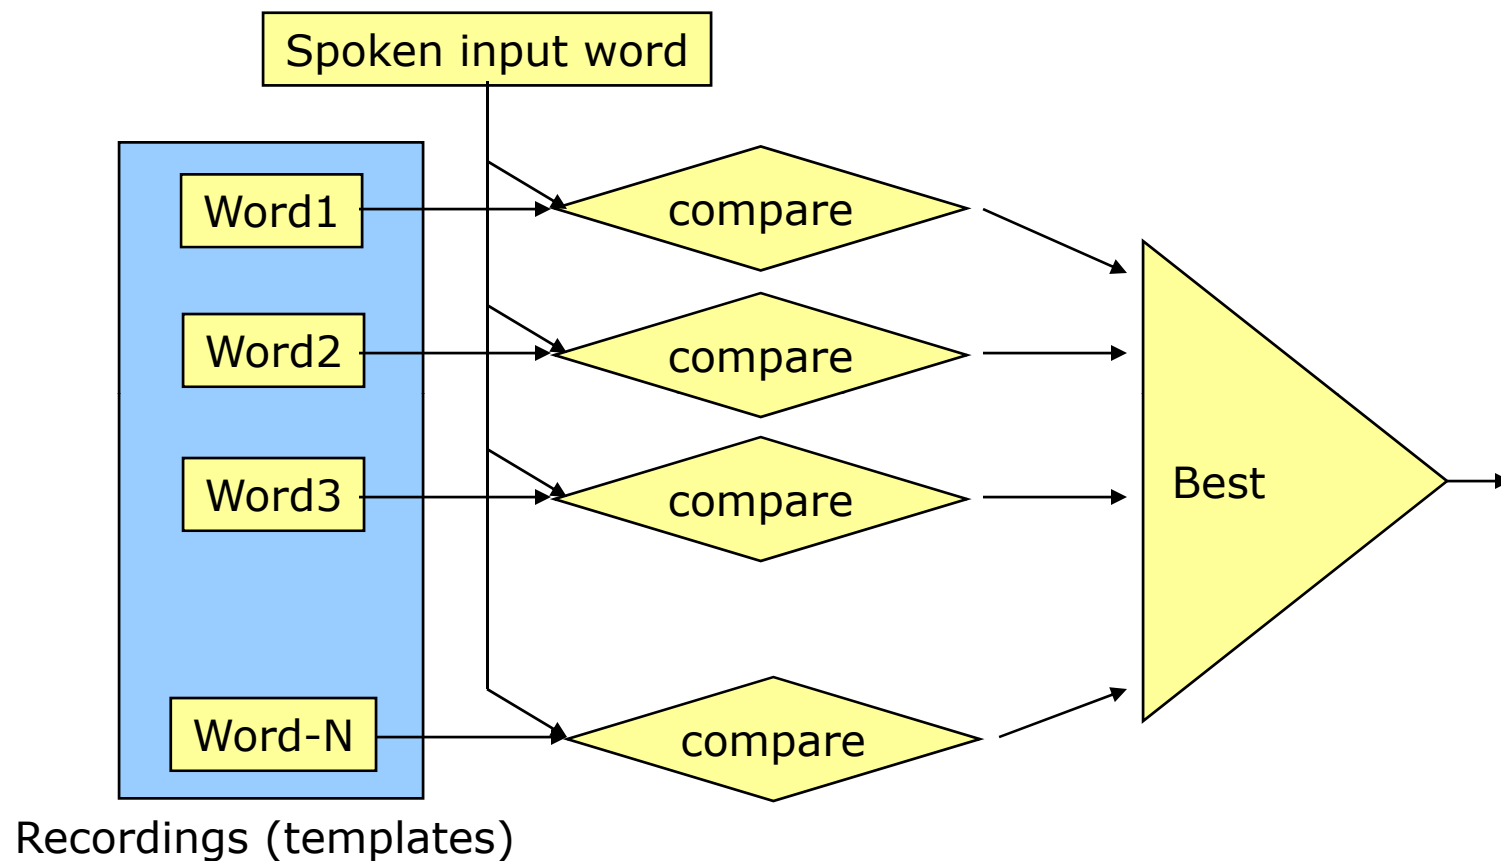 Spoken input word
Word1
compare
Word2
compare
Word3
compare
Best
Word-N
compare
Recordings (templates)